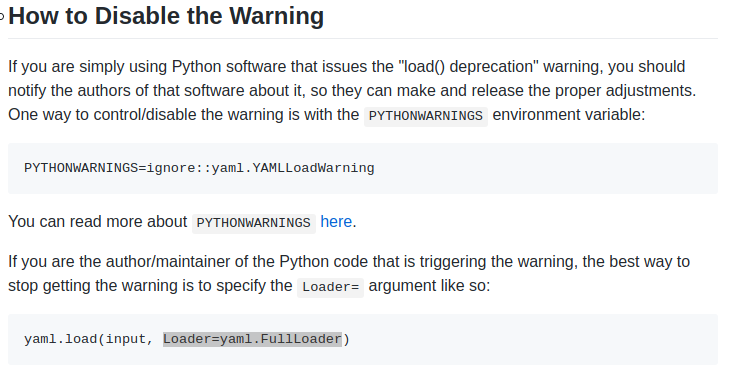 How to Disable the Warning
If you are simply using Python software that issues the "load() deprecation" warning, you should
notify the authors of that software about it, so they can make and release the proper adjustments.
One way to control/disable the warning is with the PYTHONWARNINGS environment variable:
PYTHONWARNINGS=ignore::yaml.YAMLLoadWarning
You can read more about PYTHONWARNINGS here.
If you are the author/maintainer of the Python code that is triggering the warning, the best way to
stop getting the warning is to specify the Loader= argument like so:
yaml.load(input, Loader=yaml.FullLoader)